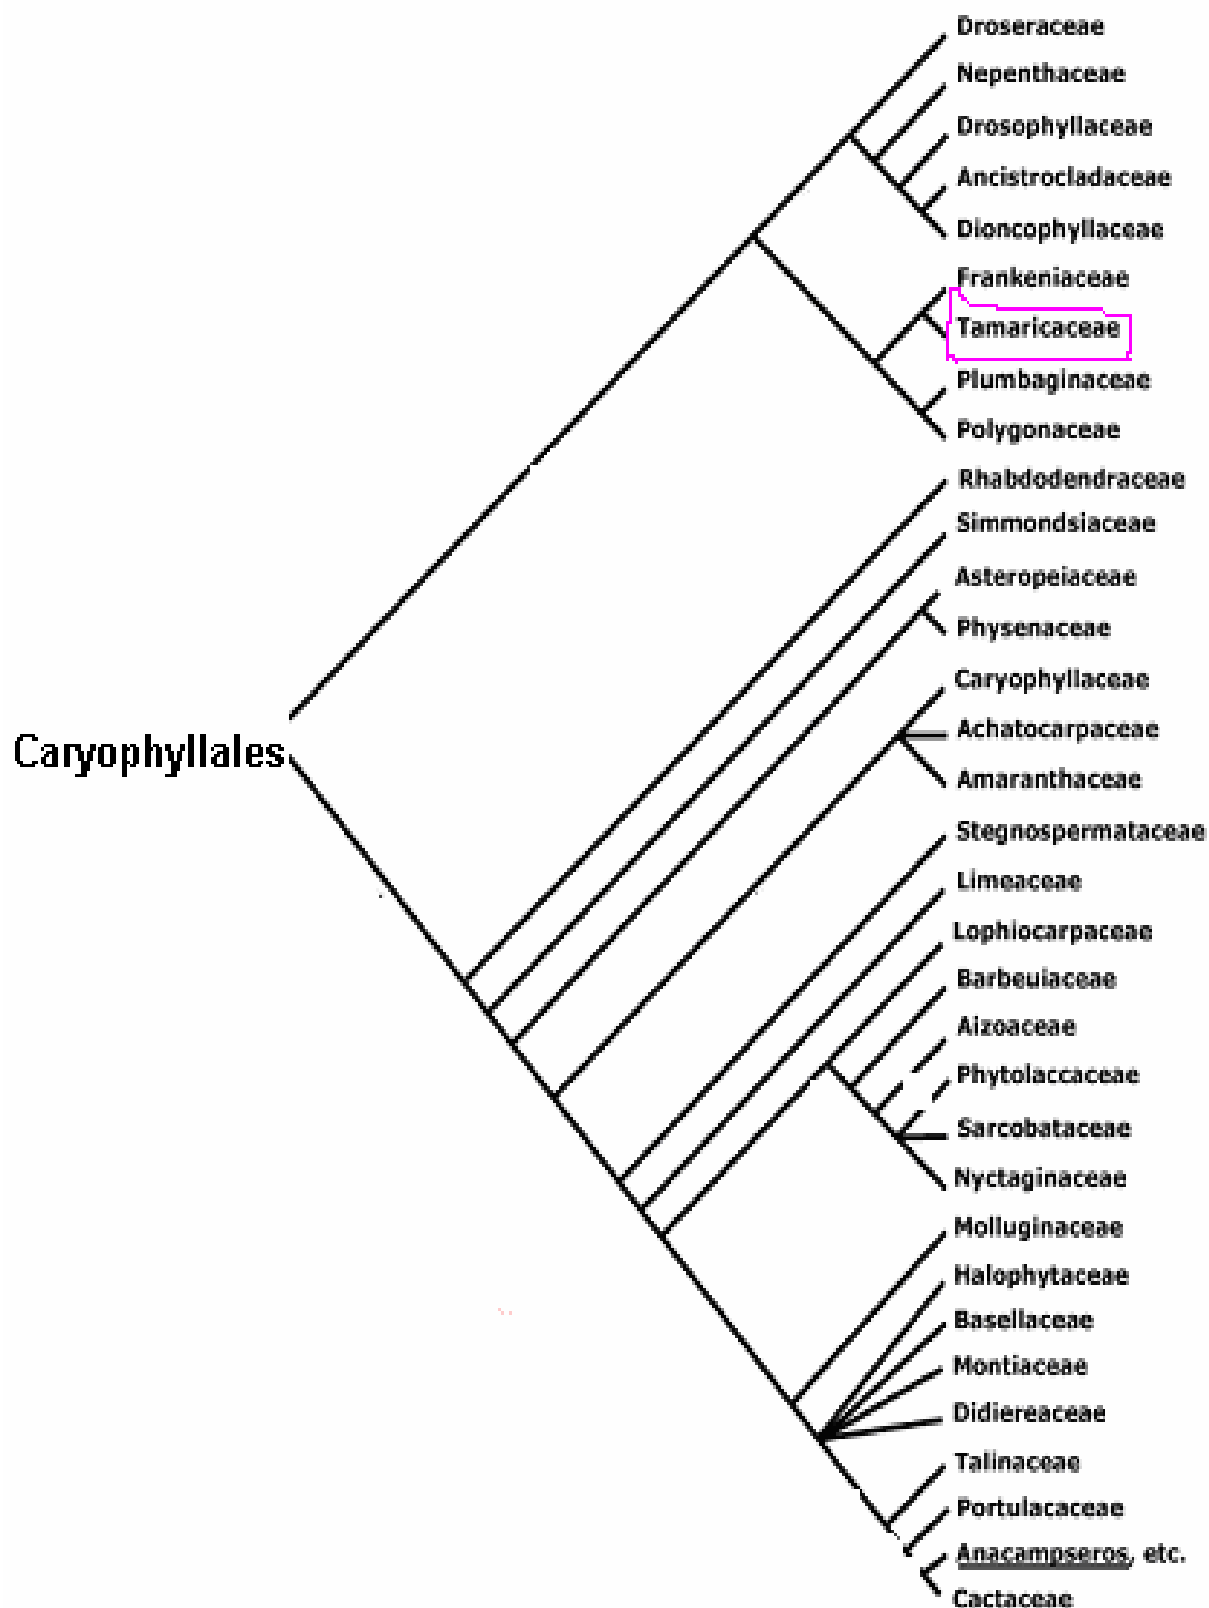 Droseraceae
Nepenthaceae
Drosophyllaceae
Ancistrocladaceae
Dioncophyllaceae
Frankeniaceae
Tamaricaceae
Plumbaginaceae
Polygonaceae
Rhabdodendraceae
Simmondsiaceae
Asteropeiaceae
Physenaceae
Caryophyllaceae
Caryophyllales
Achatocarpaceae
Amaranthaceae
Stegnospermataceae
Limeaceae
Lophiocarpaceae
Barbeuiaceae
Aizoaceae
Phytolaccaceae
Sarcobataceae
Nyctaginaceae
Molluginaceae
Halophytaceae
Basellaceae
Montiaceae
Didiereaceae
Talinaceae
Portulacaceae
Anacampseros, etc.
Cactaceae